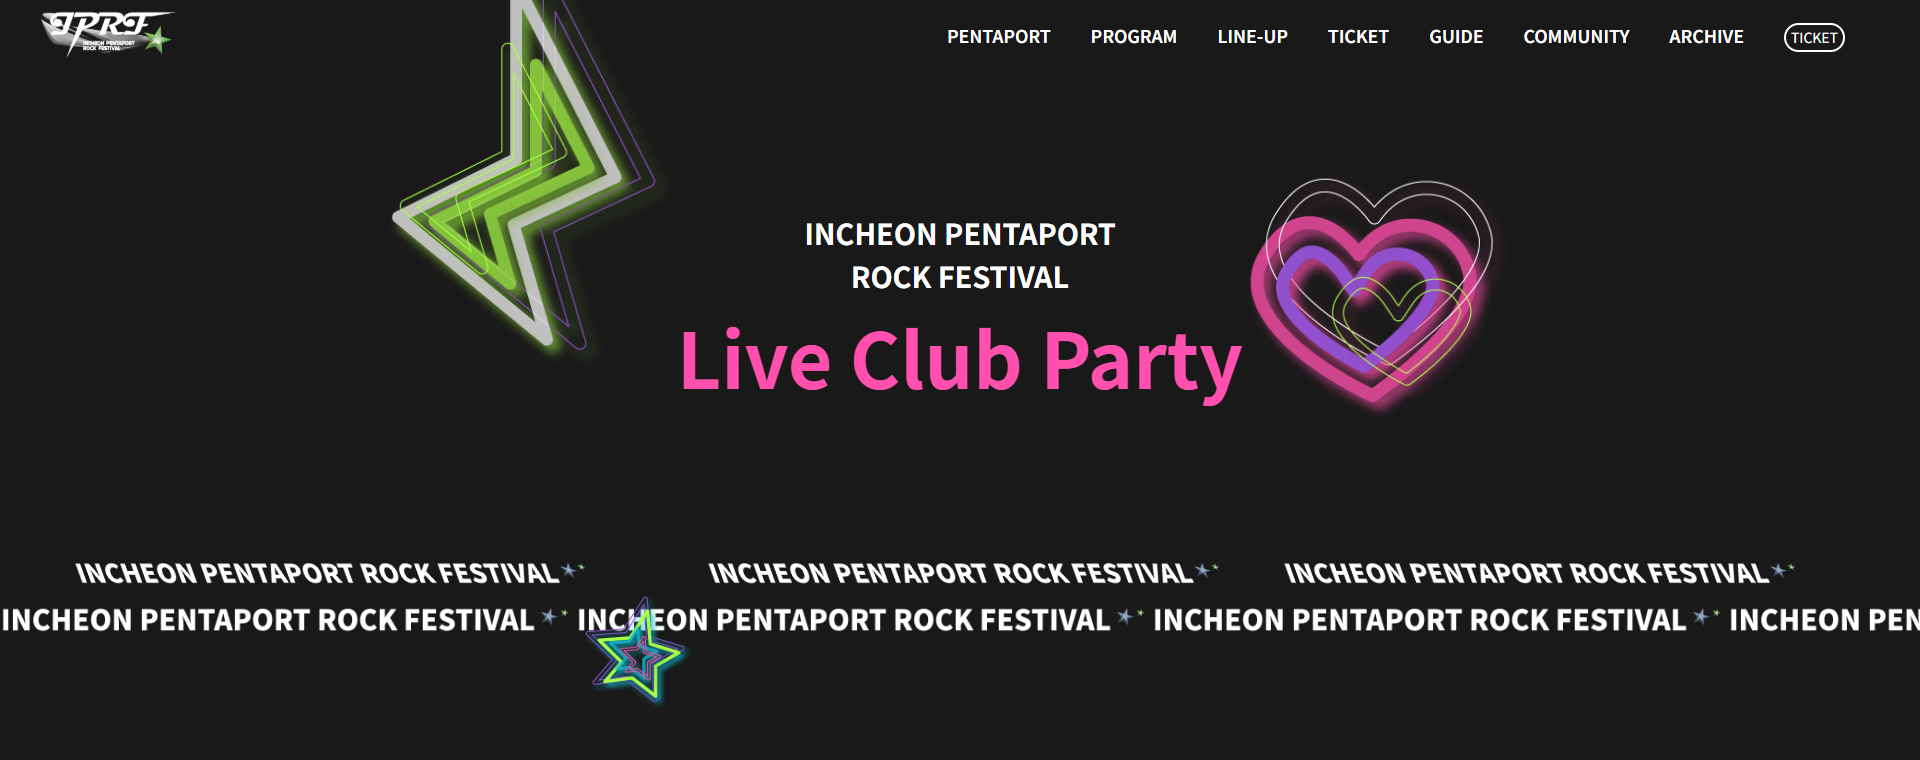 IPRF
INCHEON PENTAPORT
ROCK FESTIVAL
PENTAPORT PROGRAM LINE-UP TICKET GUIDE COMMUNITY ARCHIVE TICKET
INCHEON PENTAPORT
ROCK FESTIVAL
Live Club Party
INCHEON PENTAPORT ROCK FESTIVAL INCHEON PENTAPORT ROCK FESTIVAL INCHEON PENTAPORT ROCK FESTIVAL
INCHEON PENTAPORT ROCK FESTIVAL INCHEON PENTAPORT ROCK FESTIVAL INCHEON PENTAPORT ROCK FESTIVAL INCHEON PEN